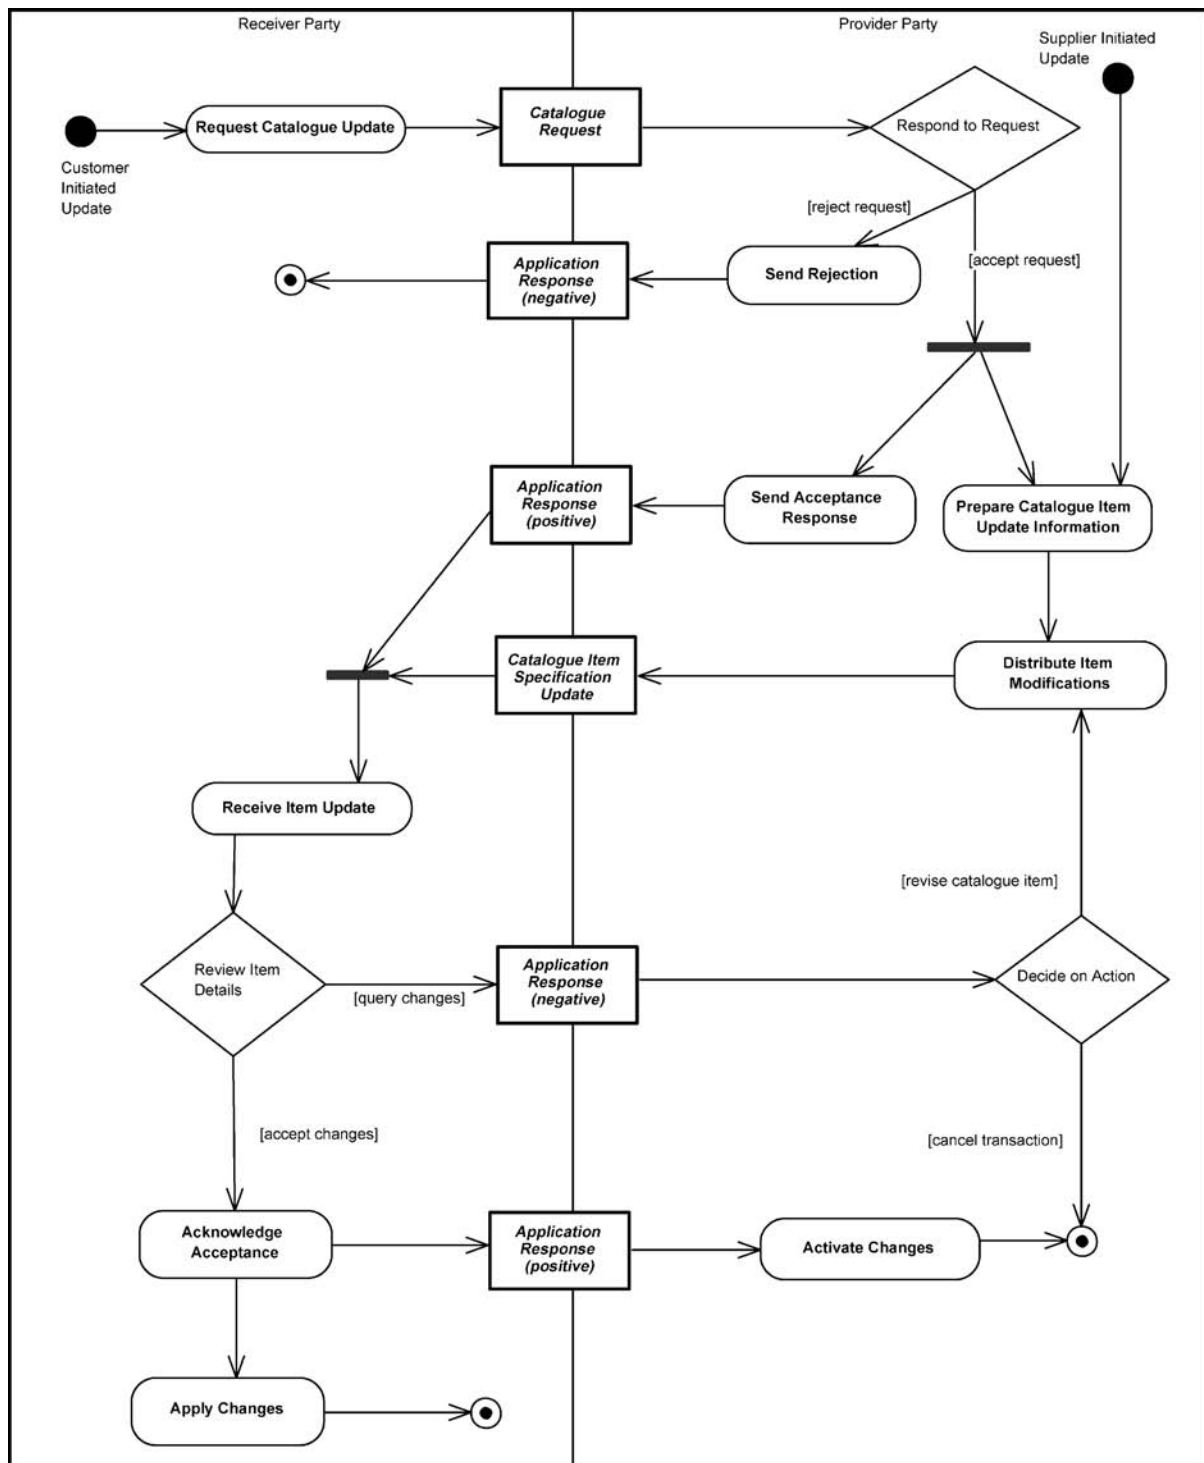 Receiver Party
Provider Party
Supplier Initiated
Update
Customer
Initiated
Update
Request Catalogue Update
Catalogue
Request
Respond to Request
[reject request]
[accept request]
Application
Response
(negative)
Send Rejection
Application
Response
(positive)
Send Acceptance
Response
Prepare Catalogue Item
Update Information
Catalogue Item
Specification
Update
Distribute Item
Modifications
Receive Item Update
[revise catalogue item]
Review Item
Details
[query changes]
Application
Response
(negative)
Decide on Action
[accept changes]
[cancel transaction]
Acknowledge
Acceptance
Application
Response
(positive)
Activate Changes
Apply Changes